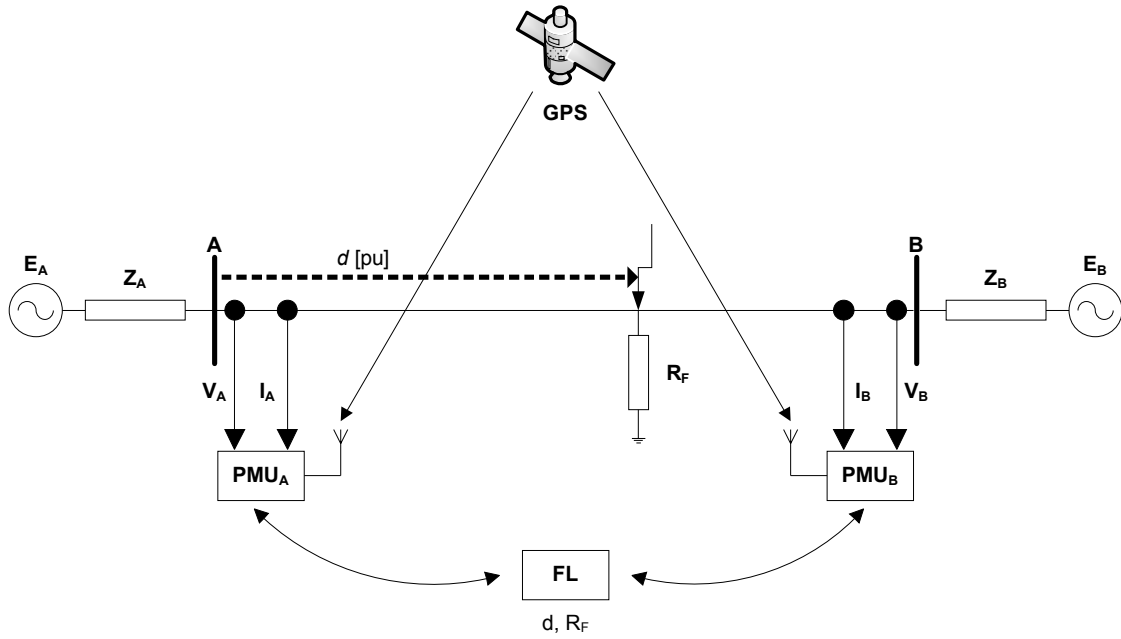 GPS
A
d [pu]
B
E_A
Z_A
Z_B
E_B
R_F
V_A
I_A
I_B
V_B
PMU_A
PMU_B
FL
d, R_F